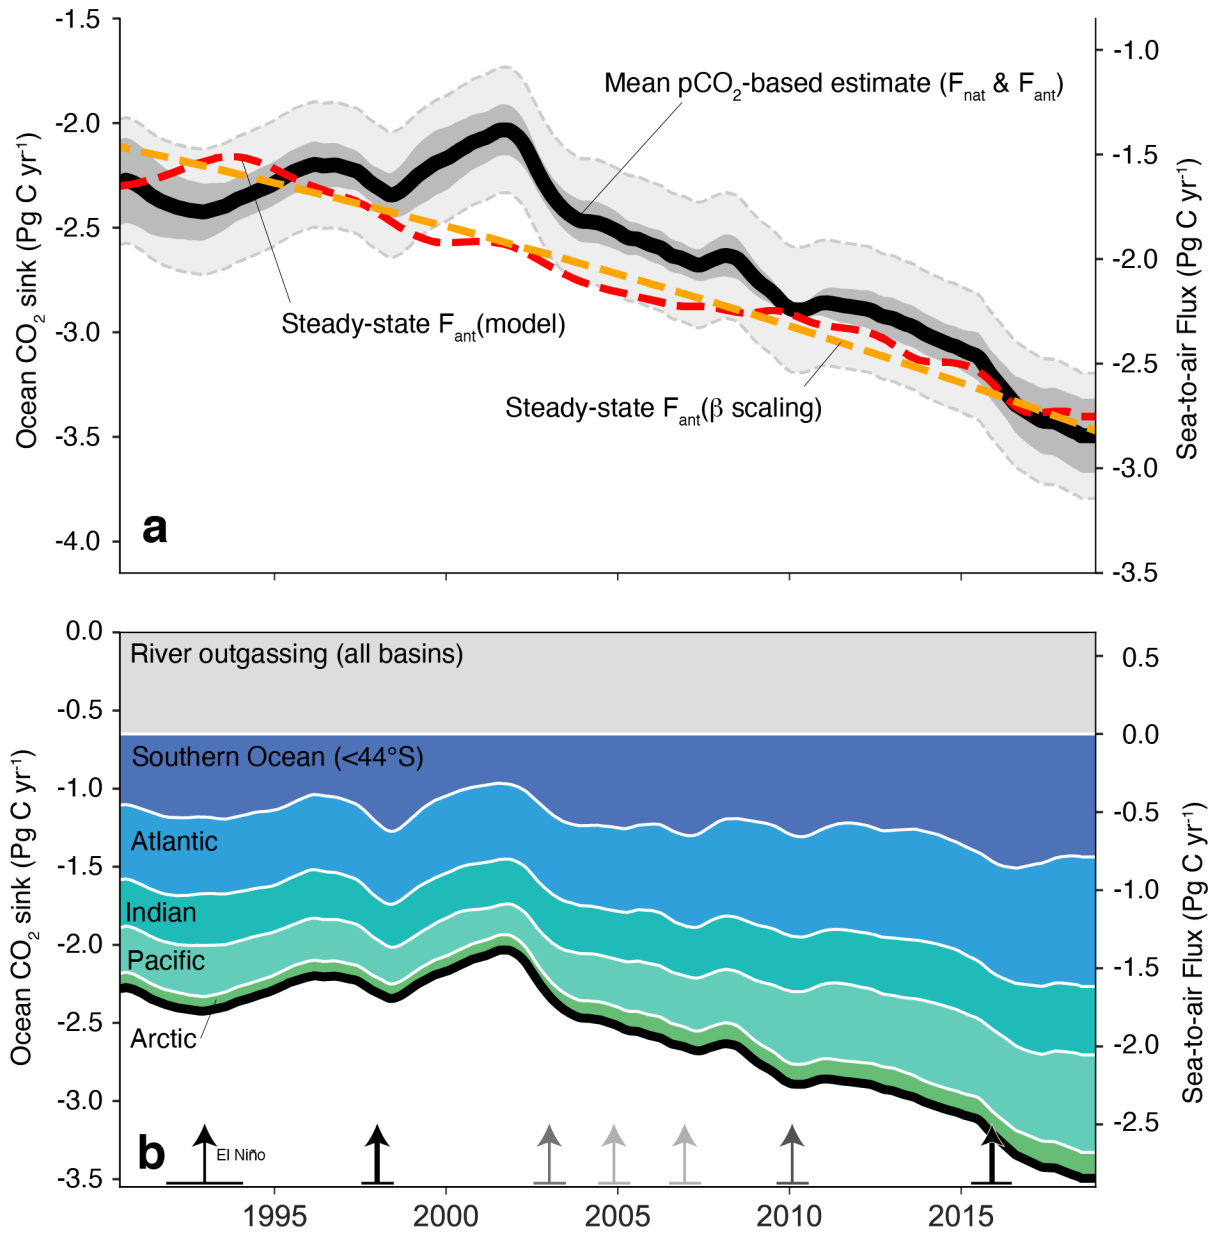 -1.5
-2.0
-2.5
-3.0
-3.5
-4.0
Ocean CO2 sink (Pg C yr-1)
-1.0
-1.5
-2.0
-2.5
-3.0
-3.5
Sea-to-air Flux (Pg C yr-1)
Mean pCO2-based estimate (Fnat & Fant)
Steady-state Fant(model)
Steady-state Fant(β scaling)
a
0.0
-0.5
-1.0
-1.5
-2.0
-2.5
-3.0
-3.5
Ocean CO2 sink (Pg C yr-1)
0.5
0.0
-0.5
-1.0
-1.5
-2.0
-2.5
Sea-to-air Flux (Pg C yr-1)
River outgassing (all basins)
Southern Ocean (<44°S)
Atlantic
Indian
Pacific
Arctic
b
El Niño
1995 2000 2005 2010 2015